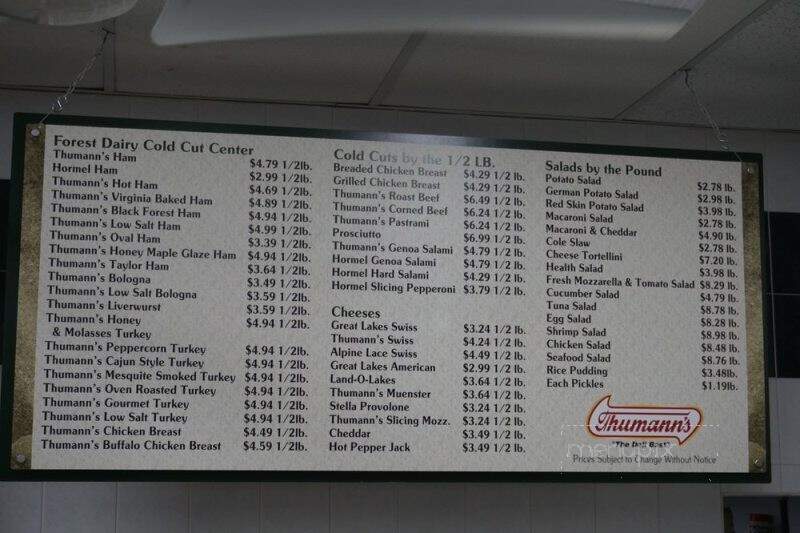 Forest Dairy Cold Cut Center
Thumann's Ham $4.79 1/2lb.
Hormel Ham $2.99 1/2lb.
Thumann's Hot Ham $4.69 1/2lb.
Thumann's Virginia Baked Ham $4.89 1/2lb.
Thumann's Black Forest Ham $4.94 1/2lb.
Thumann's Low Salt Ham $4.99 1/2lb.
Thumann's Oval Ham $3.39 1/2lb.
Thumann's Honey Maple Glaze Ham $4.94 1/2lb.
Thumann's Taylor Ham $3.64 1/2lb.
Thumann's Bologna $3.49 1/2lb.
Thumann's Low Salt Bologna $3.59 1/2lb.
Thumann's Liverwurst $3.59 1/2lb.
Thumann's Honey $4.94 1/2lb.
& Molasses Turkey
Thumann's Peppercorn Turkey $4.94 1/2lb.
Thumann's Cajun Style Turkey $4.94 1/2lb.
Thumann's Mesquite Smoked Turkey $4.94 1/2lb.
Thumann's Oven Roasted Turkey $4.94 1/2lb.
Thumann's Gourmet Turkey $4.94 1/2lb.
Thumann's Low Salt Turkey $4.94 1/2lb.
Thumann's Chicken Breast $4.49 1/2lb.
Thumann's Buffalo Chicken Breast $4.59 1/2lb.
Cold Cuts by the 1/2 LB.
Breaded Chicken Breast $4.29 1/2 lb.
Grilled Chicken Breast $4.29 1/2 lb.
Thumann's Roast Beef $6.49 1/2 lb.
Thumann's Corned Beef $6.24 1/2 lb.
Thumann's Pastrami $6.24 1/2 lb.
Prosciutto $6.99 1/2 lb.
Thumann's Genoa Salami $4.79 1/2 lb.
Hormel Genoa Salami $4.79 1/2 lb.
Hormel Hard Salami $4.29 1/2 lb.
Hormel Slicing Pepperoni $3.79 1/2 lb.
Cheeses
Great Lakes Swiss $3.24 1/2 lb.
Thumann's Swiss $4.24 1/2 lb.
Alpine Lace Swiss $4.49 1/2 lb.
Great Lakes American $2.99 1/2 lb.
Land-O-Lakes $3.64 1/2 lb.
Thumann's Muenster $3.64 1/2 lb.
Stella Provolone $3.24 1/2 lb.
Thumann's Slicing Mozz. $3.24 1/2 lb.
Cheddar $3.49 1/2 lb.
Hot Pepper Jack $3.49 1/2 lb.
Salads by the Pound
Potato Salad $2.78 lb.
German Potato Salad $2.98 lb.
Red Skin Potato Salad $3.98 lb.
Macaroni Salad $2.78 lb.
Macaroni & Cheddar $4.90 lb.
Cole Slaw $2.78 lb.
Cheese Tortellini $7.20 lb.
Health Salad $3.98 lb.
Fresh Mozzarella & Tomato Salad $8.29 lb.
Cucumber Salad $4.79 lb.
Tuna Salad $8.78 lb.
Egg Salad $8.28 lb.
Shrimp Salad $8.98 lb.
Chicken Salad $8.48 lb.
Seafood Salad $8.76 lb.
Rice Pudding $3.48lb.
Each Pickles $1.19lb.
Thumann's
"The Deli Best"
Prices Subject to Change Without Notice